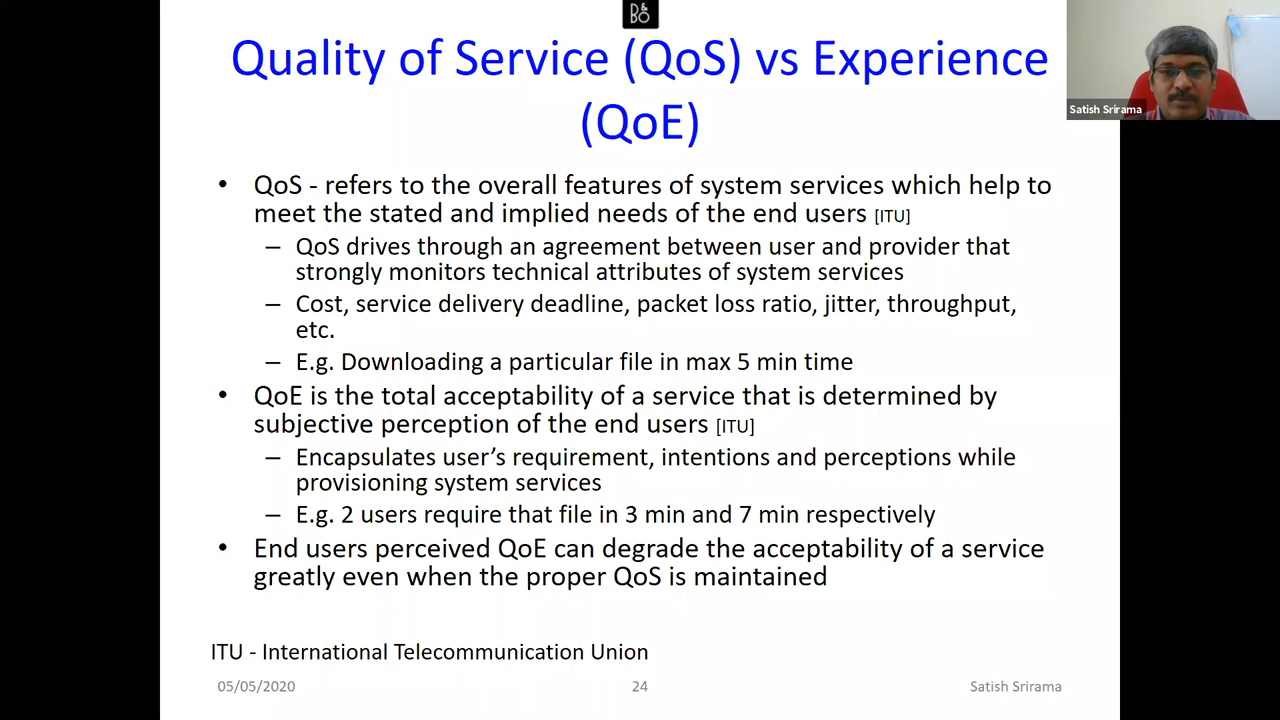 B&
BO
Quality of Service (QoS) vs Experience
(QoE)
Satish Srirama
• QoS - refers to the overall features of system services which help to
meet the stated and implied needs of the end users [ITU]
– QoS drives through an agreement between user and provider that
strongly monitors technical attributes of system services
– Cost, service delivery deadline, packet loss ratio, jitter, throughput,
etc.
– E.g. Downloading a particular file in max 5 min time
• QoE is the total acceptability of a service that is determined by
subjective perception of the end users [ITU]
– Encapsulates user’s requirement, intentions and perceptions while
provisioning system services
– E.g. 2 users require that file in 3 min and 7 min respectively
• End users perceived QoE can degrade the acceptability of a service
greatly even when the proper QoS is maintained
ITU - International Telecommunication Union
05/05/2020
24
Satish Srirama